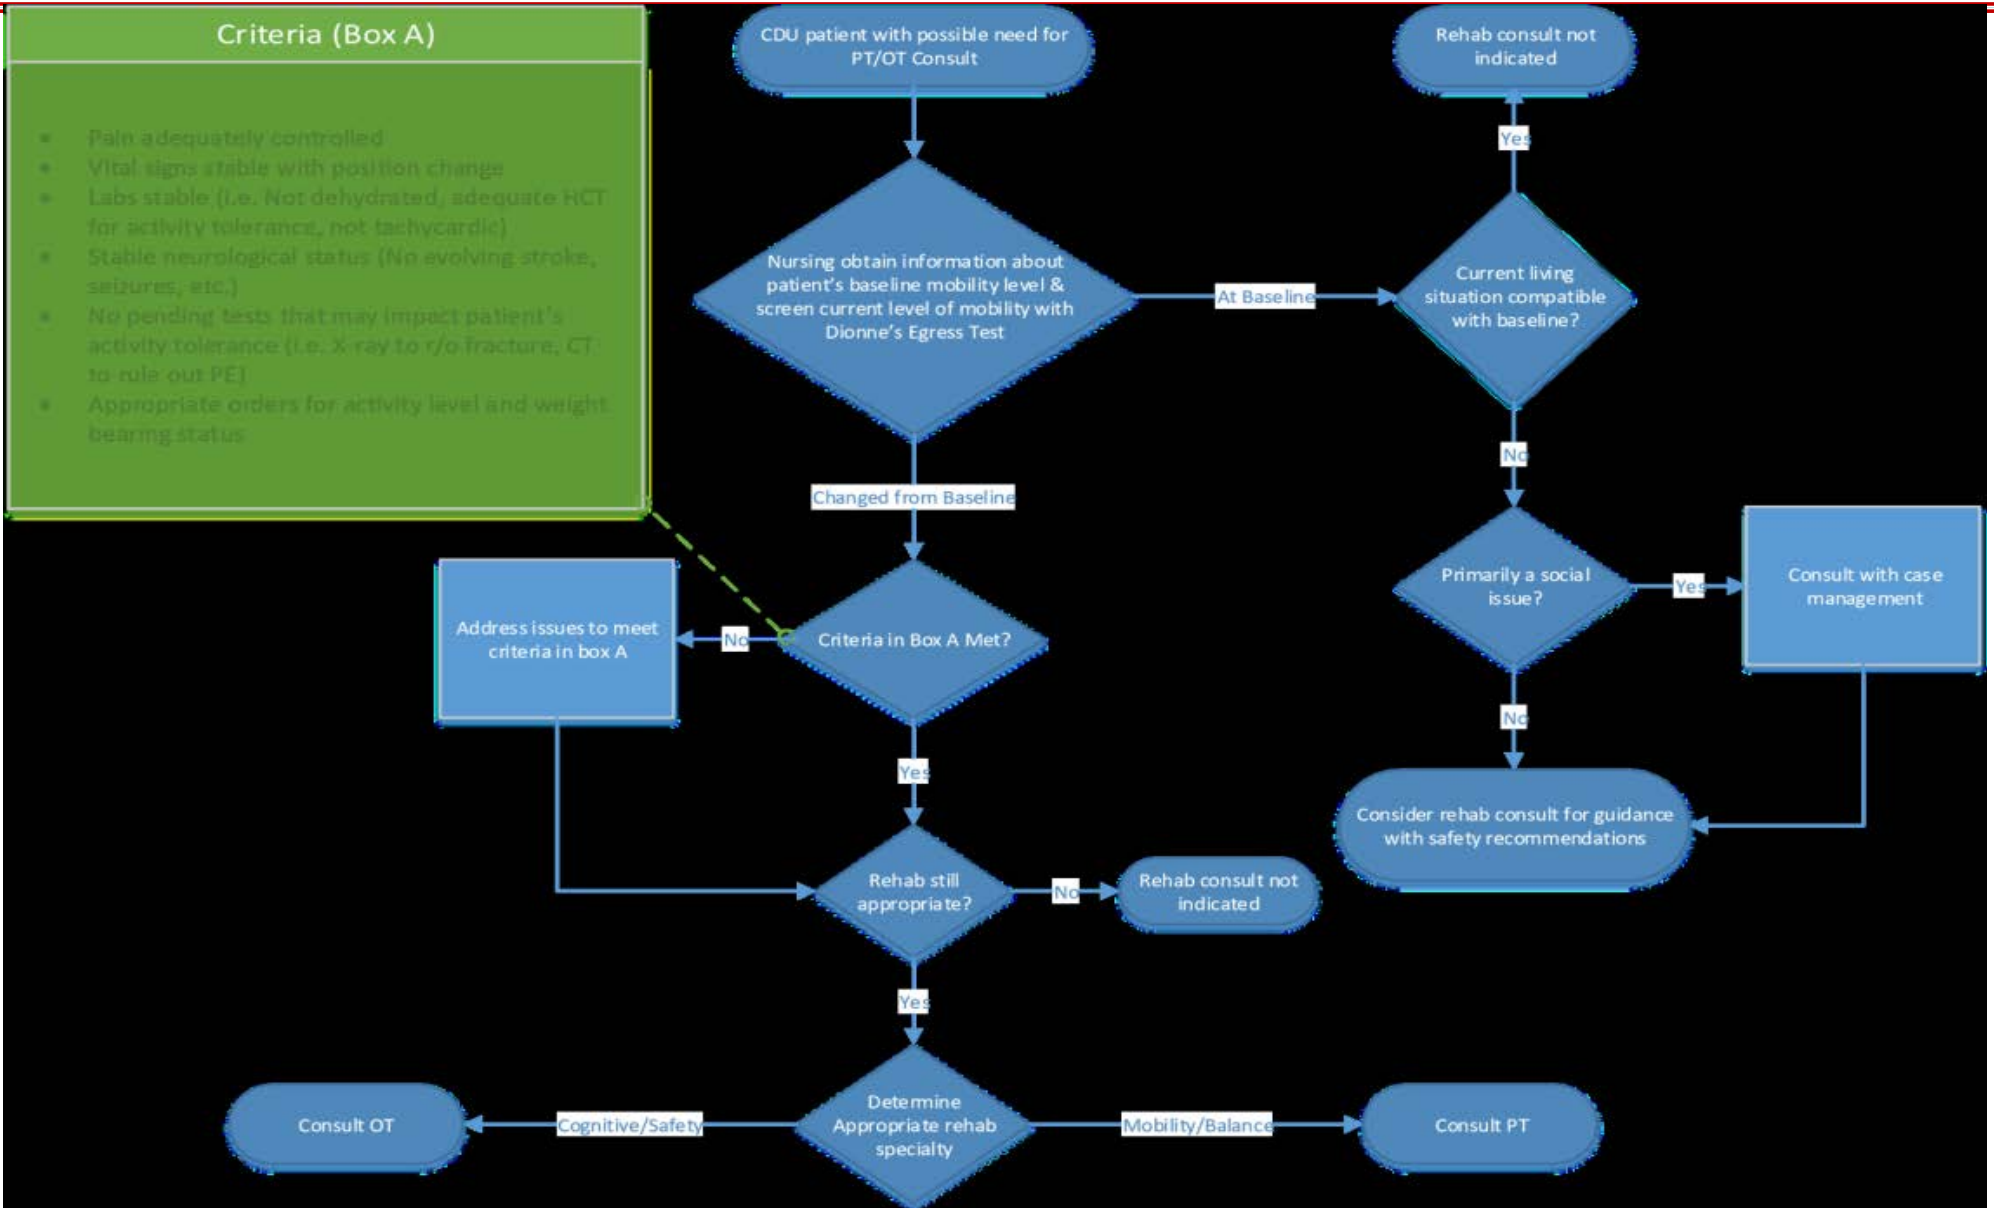 Criteria (Box A)
Pain adequately controlled
Vital signs stable with position change
Labs stable (i.e. Not dehydrated, adequate HCT
for activity tolerance, not tachycardic)
Stable neurological status (No evolving stroke,
seizures, etc.)
No pending tests that may impact patient's
activity tolerance (i.e. X-ray to r/o fracture, CT
to rule out PE)
Appropriate orders for activity level and weight
bearing status
CDU patient with possible need for
PT/OT Consult
Rehab consult not
indicated
Yes
Nursing obtain information about
patient's baseline mobility level &
screen current level of mobility with
Dionne's Egress Test
At Baseline
Current living
situation compatible
with baseline?
No
Changed from Baseline
Primarily a social
issue?
Yes
Consult with case
management
Address issues to meet
criteria in box A
No
Criteria in Box A Met?
No
Yes
Consider rehab consult for guidance
with safety recommendations
Rehab still
appropriate?
No
Rehab consult not
indicated
Yes
Determine
Appropriate rehab
specialty
Consult OT
Cognitive/Safety
Mobility/Balance
Consult PT